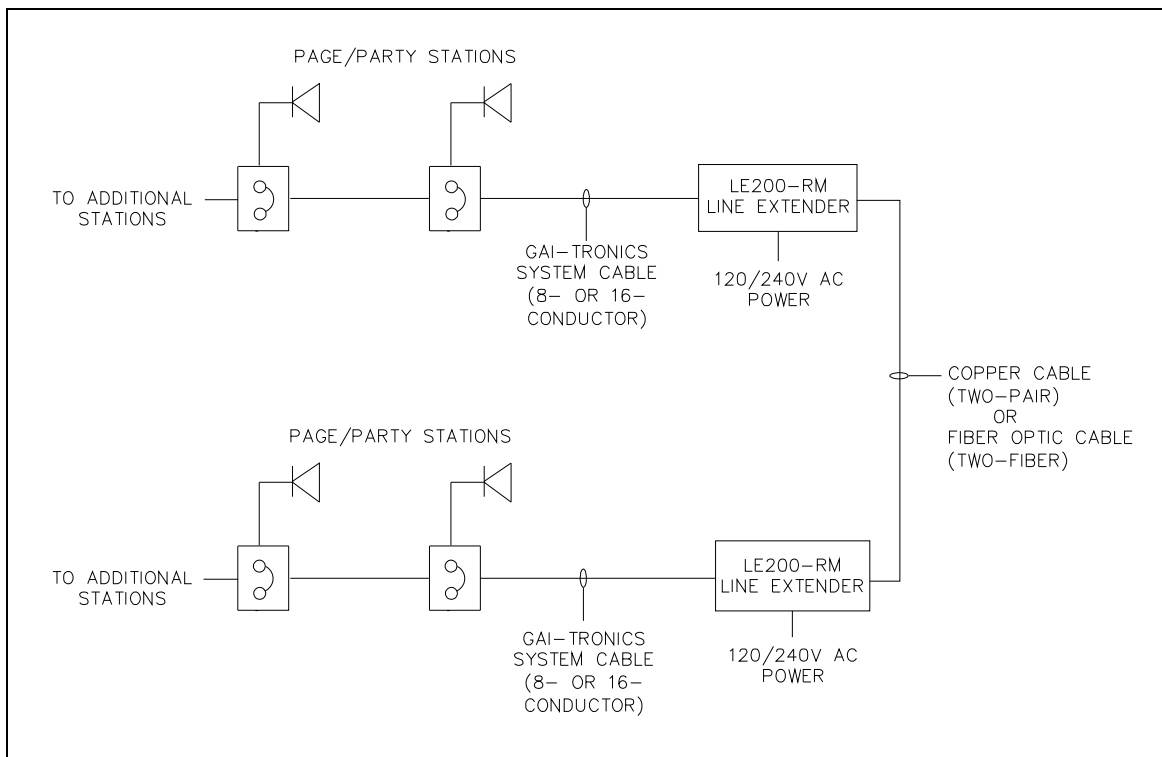 PAGE/PARTY STATIONS
TO ADDITIONAL
STATIONS
LE200-RM
LINE EXTENDER
GAI-TRONICS
SYSTEM CABLE
(8- OR 16-
CONDUCTOR)
120/240V AC
POWER
COPPER CABLE
(TWO-PAIR)
OR
FIBER OPTIC CABLE
(TWO-FIBER)
PAGE/PARTY STATIONS
TO ADDITIONAL
STATIONS
LE200-RM
LINE EXTENDER
GAI-TRONICS
SYSTEM CABLE
(8- OR 16-
CONDUCTOR)
120/240V AC
POWER